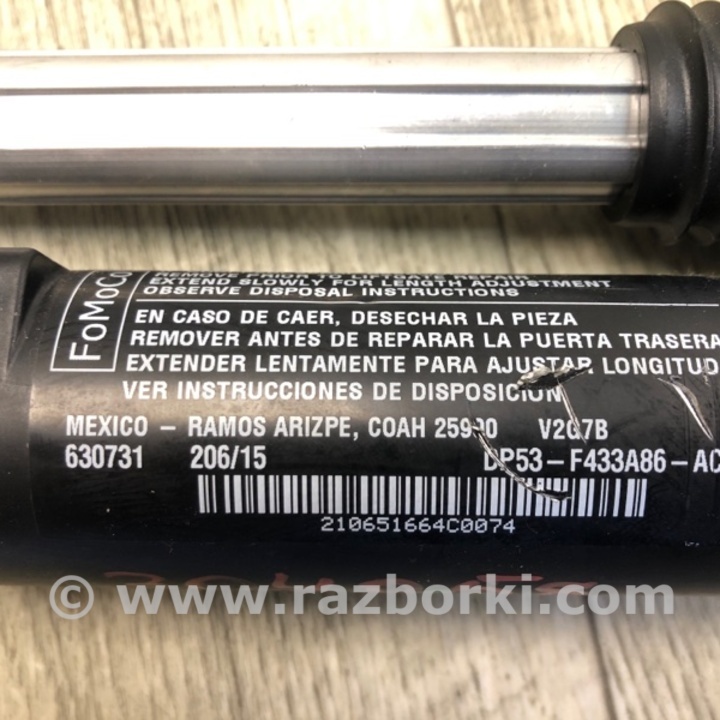 FoMoCo
REMOVE PRIOR TO LIFTGATE REPAIR
EXTEND SLOWLY FOR LENGTH ADJUSTMENT
OBSERVE DISPOSAL INSTRUCTIONS
EN CASO DE CAER, DESECHAR LA PIEZA
REMOVER ANTES DE REPARAR LA PUERTA TRASERA
EXTENDER LENTAMENTE PARA AJUSTAR LONGITUD
VER INSTRUCCIONES DE DISPOSICION
MEXICO - RAMOS ARIZPE, COAH 25900 V2G7B
630731 206/15 DP53-F433A86-AC
210651664C0074
© www.razborki.com